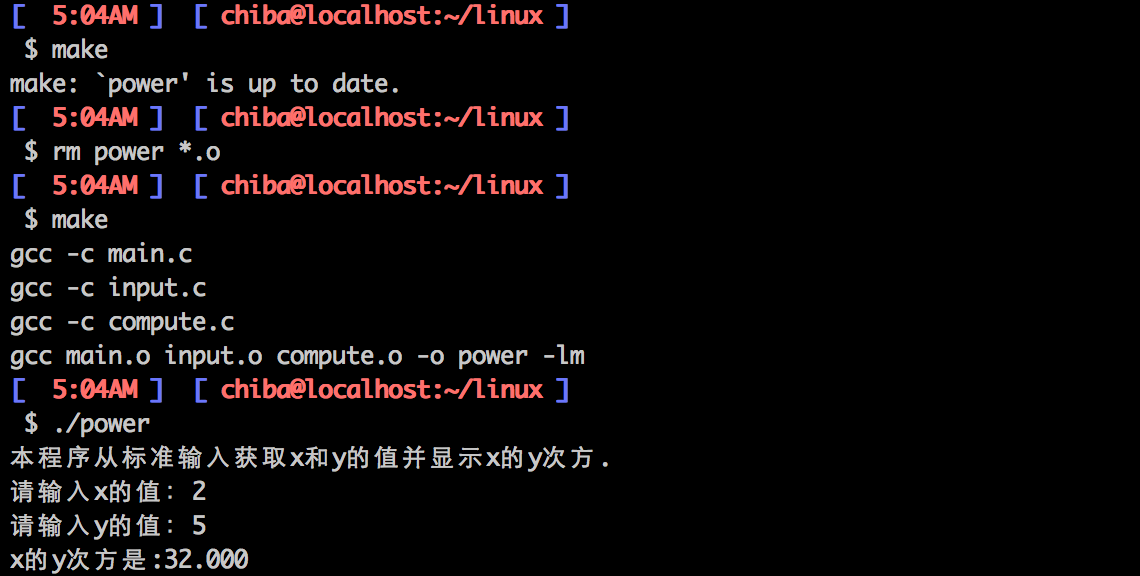 [ 5:04AM ] [ chiba@localhost:~/linux ]
$ make
make: `power' is up to date.
[ 5:04AM ] [ chiba@localhost:~/linux ]
$ rm power *.o
[ 5:04AM ] [ chiba@localhost:~/linux ]
$ make
gcc -c main.c
gcc -c input.c
gcc -c compute.c
gcc main.o input.o compute.o -o power -lm
[ 5:04AM ] [ chiba@localhost:~/linux ]
$ ./power
本程序从标准输入获取x和y的值并显示x的y次方.
请输入x的值: 2
请输入y的值: 5
x的y次方是:32.000